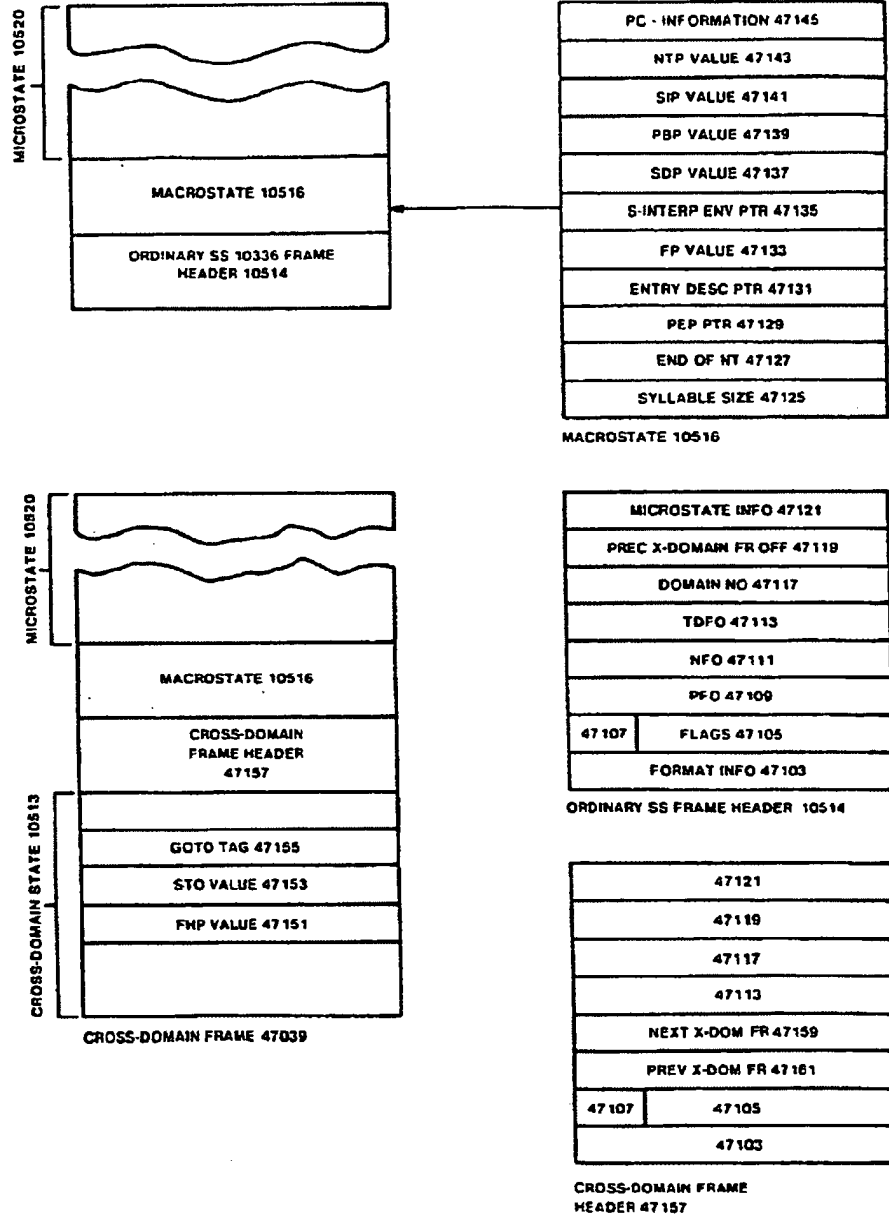 MICROSTATE 10520
MACROSTATE 10516
ORDINARY SS 10336 FRAME
HEADER 10514
PC - INFORMATION 47145
NTP VALUE 47143
SIP VALUE 47141
PBP VALUE 47139
SDP VALUE 47137
S-INTERP ENV PTR 47135
FP VALUE 47133
ENTRY DESC PTR 47131
PEP PTR 47129
END OF NT 47127
SYLLABLE SIZE 47125
MACROSTATE 10516
MICROSTATE 10520
MACROSTATE 10516
CROSS-DOMAIN
FRAME HEADER
47157
CROSS-DOMAIN STATE 10513
GOTO TAG 47155
STO VALUE 47153
FHP VALUE 47151
CROSS-DOMAIN FRAME 47039
MICROSTATE INFO 47121
PREC X-DOMAIN FR OFF 47119
DOMAIN NO 47117
TDFO 47113
NFO 47111
PFO 47109
47107 FLAGS 47105
FORMAT INFO 47103
ORDINARY SS FRAME HEADER 10514
47121
47119
47117
47113
NEXT X-DOM FR 47159
PREV X-DOM FR 47161
47107 47105
47103
CROSS-DOMAIN FRAME
HEADER 47157